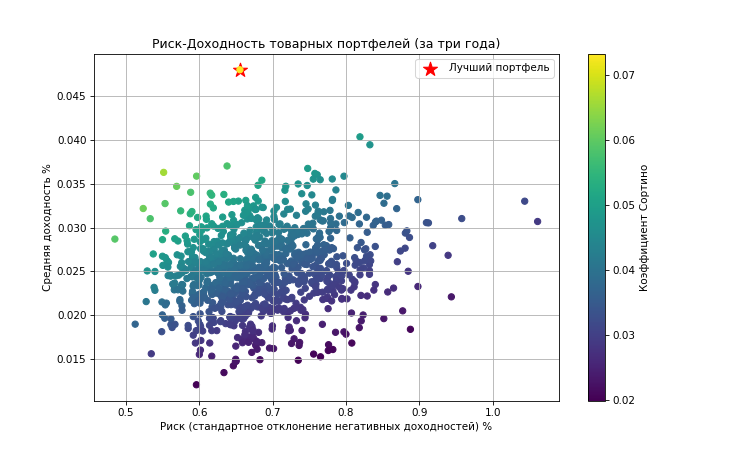 Риск-Доходность товарных портфелей (за три года)
Лучший портфель
Средняя доходность %
0.045
0.040
0.035
0.030
0.025
0.020
0.015
0.5 0.6 0.7 0.8 0.9 1.0
Риск (стандартное отклонение негативных доходностей) %
0.07
0.06
0.05
0.04
0.03
0.02
Коэффициент Сортино